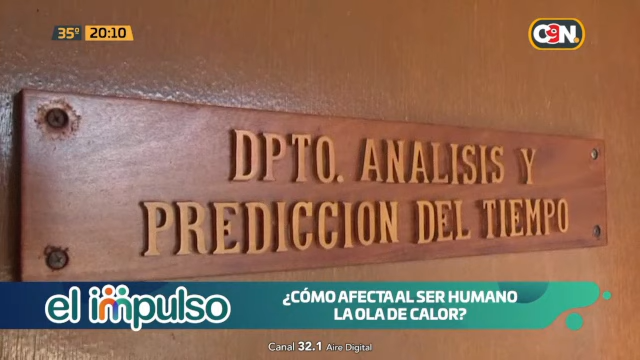 35º 20:10
C9N.
DPTO. ANALISIS Y
PREDICCION DEL TIEMPO
el impulso
¿CÓMO AFECTA AL SER HUMANO
LA OLA DE CALOR?
Canal 32.1 Aire Digital